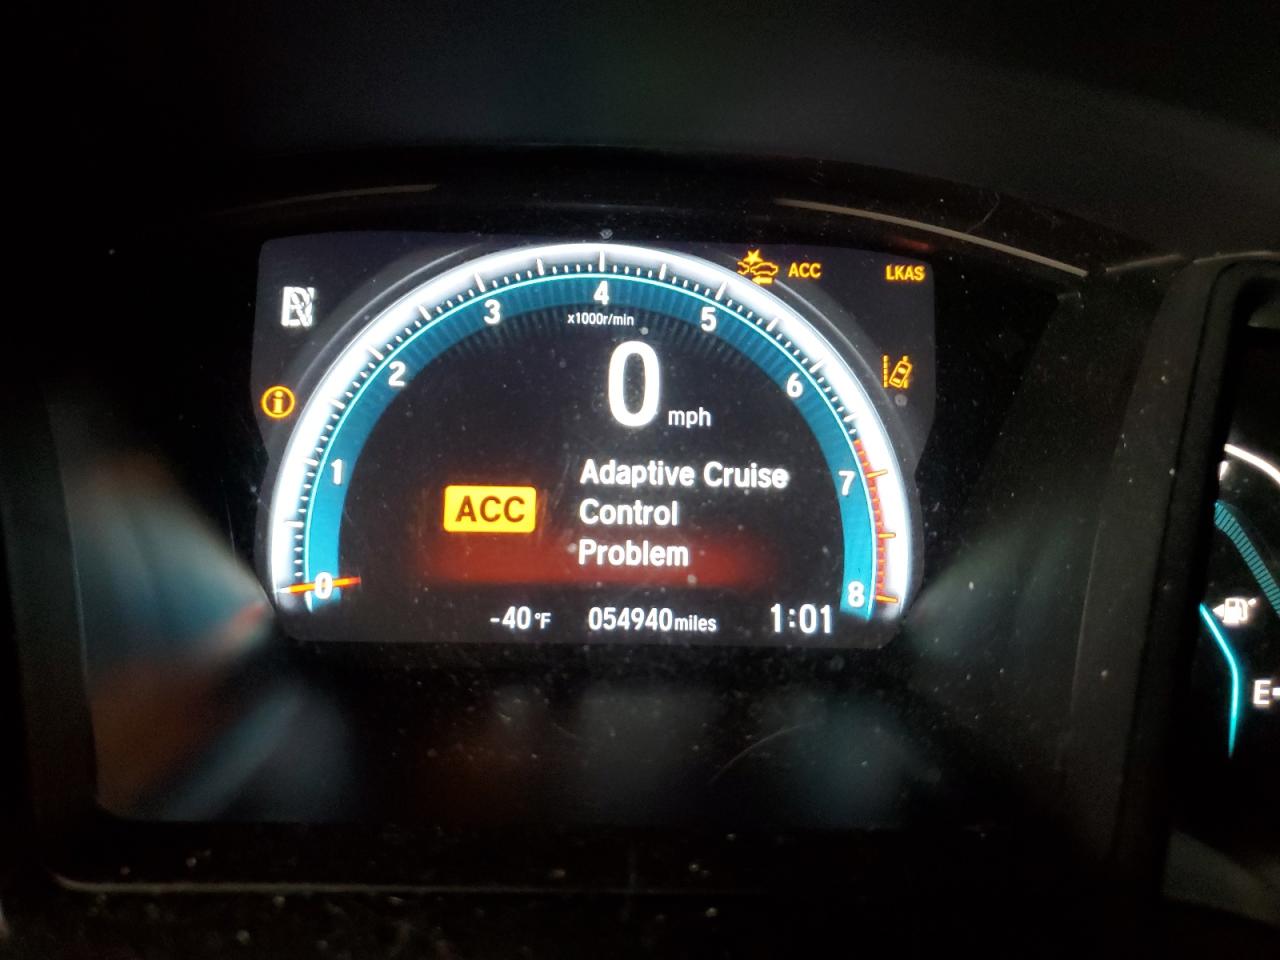 ACC
LKAS
4
3
5
x1000r/min
2
6
0
mph
1
7
Adaptive Cruise
ACC
Control
Problem
0
8
-40°F
054940miles
1:01
E